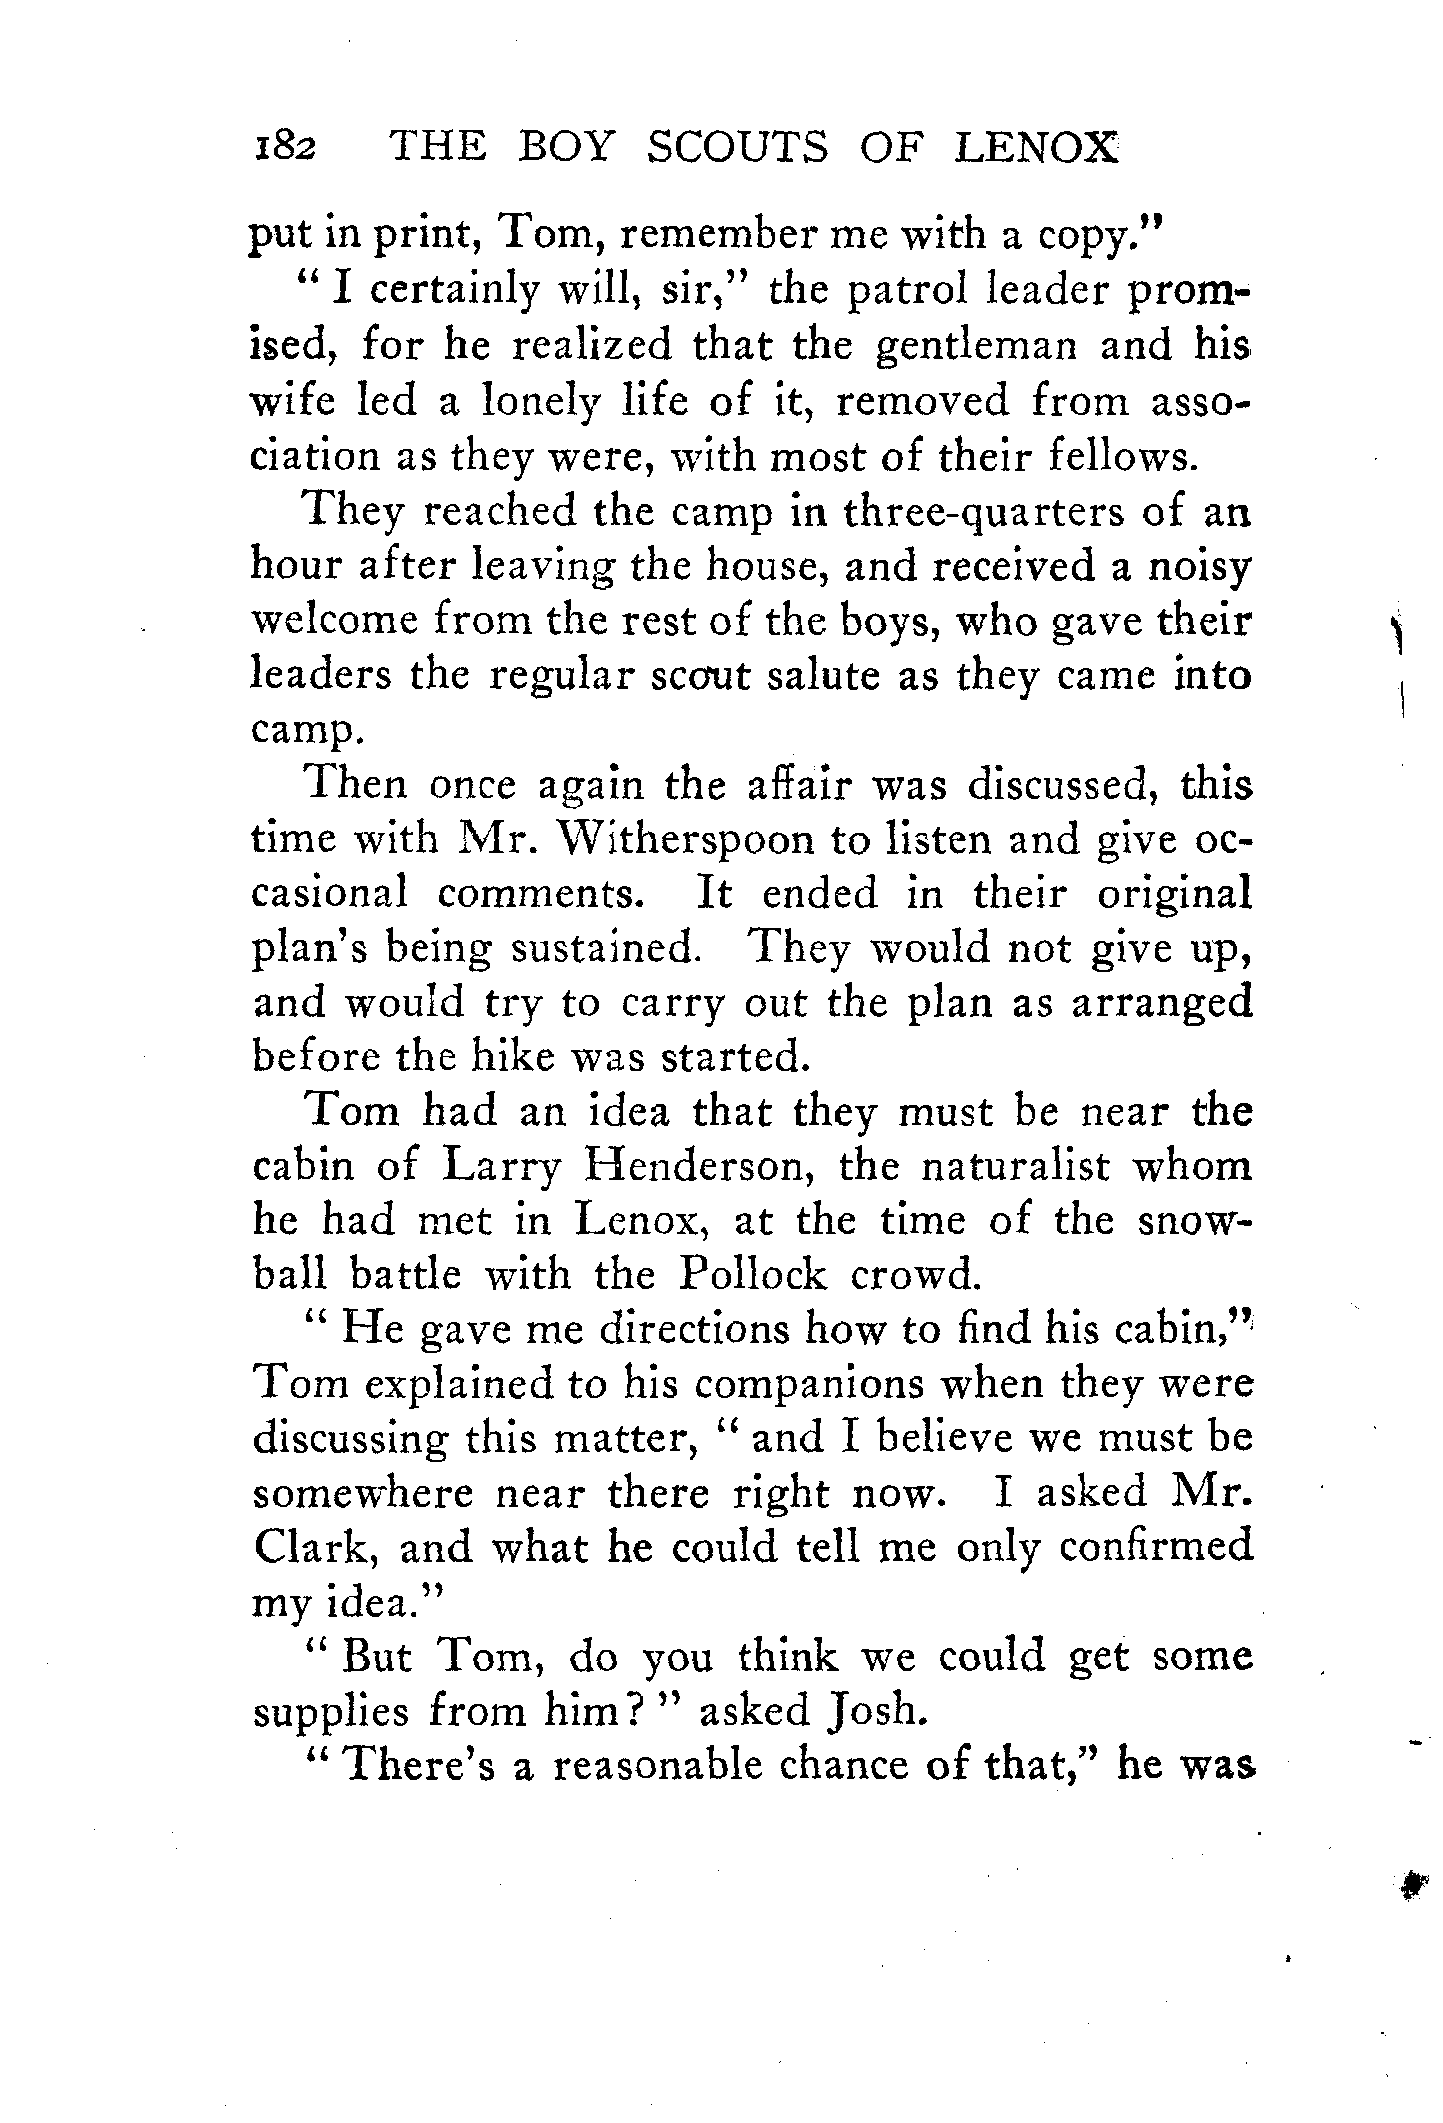 182 THE BOY SCOUTS OF LENOX
put in print, Tom, remember me with a copy."
" I certainly will, sir," the patrol leader prom-
ised, for he realized that the gentleman and his
wife led a lonely life of it, removed from asso-
ciation as they were, with most of their fellows.
They reached the camp in three-quarters of an
hour after leaving the house, and received a noisy
welcome from the rest of the boys, who gave their
leaders the regular scout salute as they came into
camp.
Then once again the affair was discussed, this
time with Mr. Witherspoon to listen and give oc-
casional comments. It ended in their original
plan's being sustained. They would not give up,
and would try to carry out the plan as arranged
before the hike was started.
Tom had an idea that they must be near the
cabin of Larry Henderson, the naturalist whom
he had met in Lenox, at the time of the snow-
ball battle with the Pollock crowd.
" He gave me directions how to find his cabin,"
Tom explained to his companions when they were
discussing this matter, " and I believe we must be
somewhere near there right now. I asked Mr.
Clark, and what he could tell me only confirmed
my idea."
" But Tom, do you think we could get some
supplies from him? " asked Josh.
" There's a reasonable chance of that," he was